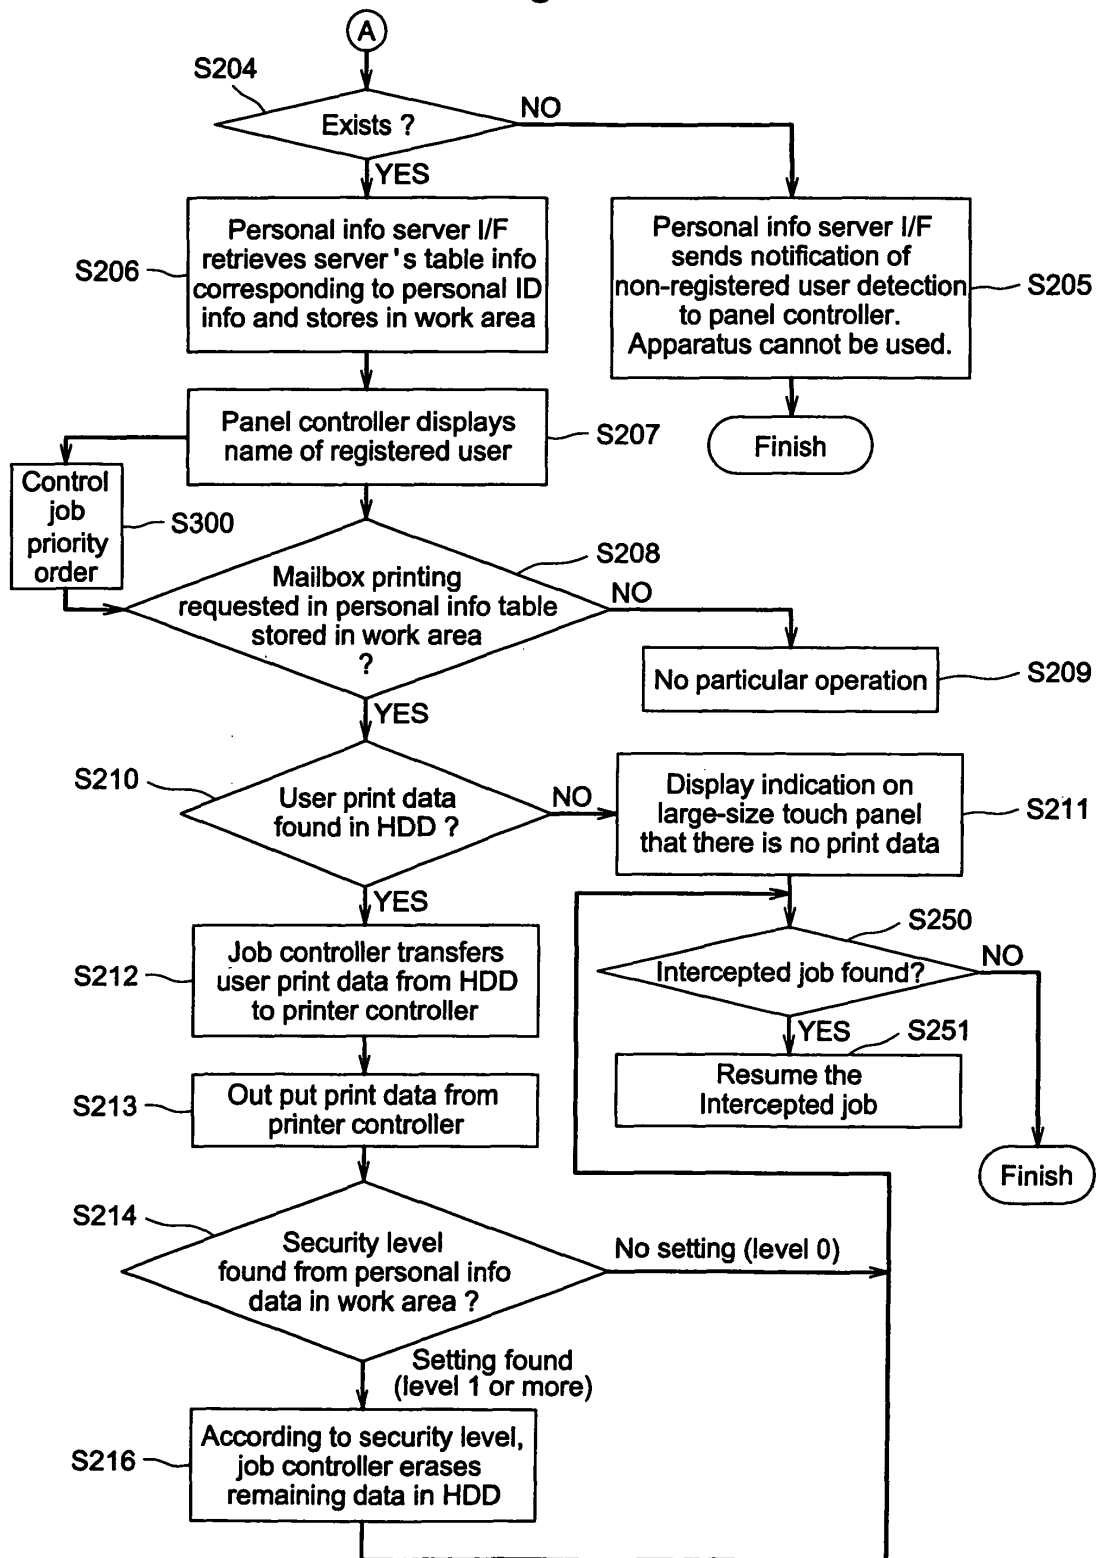 A
S204
Exists ?
NO
YES
S206
Personal info server I/F
retrieves server's table info
corresponding to personal ID
info and stores in work area
Personal info server I/F
sends notification of
non-registered user detection
to panel controller.
Apparatus cannot be used.
S205
Finish
Panel controller displays
name of registered user
S207
Control
job
priority
order
S300
S208
Mailbox printing
requested in personal info table
stored in work area
?
NO
No particular operation
S209
YES
S210
User print data
found in HDD ?
NO
Display indication on
large-size touch panel
that there is no print data
S211
YES
S212
Job controller transfers
user print data from HDD
to printer controller
S250
Intercepted job found?
NO
YES
S251
Resume the
Intercepted job
Finish
S213
Out put print data from
printer controller
S214
Security level
found from personal info
data in work area ?
No setting (level 0)
Setting found
(level 1 or more)
S216
According to security level,
job controller erases
remaining data in HDD